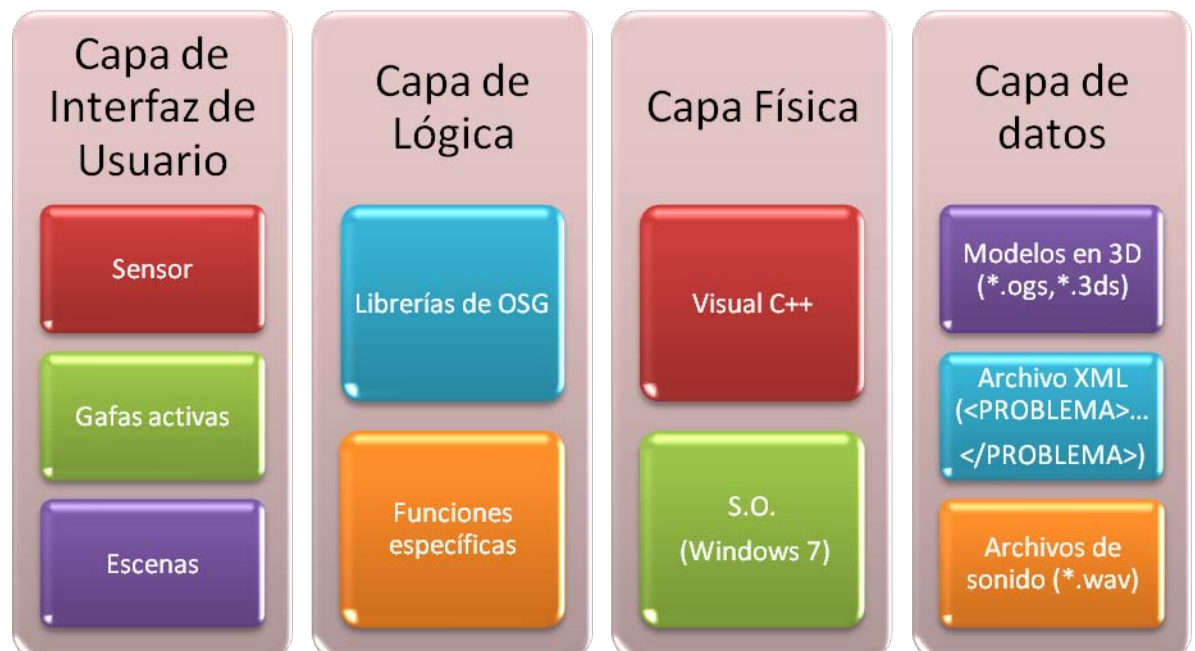 Capa de
Interfaz de
Usuario
Sensor
Gafas activas
Escenas
Capa de
Lógica
Librerías de OSG
Funciones
específicas
Capa Física
Visual C++
S.O.
(Windows 7)
Capa de
datos
Modelos en 3D
(*.ogs,*.3ds)
Archivo XML
(<PROBLEMA>...
</PROBLEMA>)
Archivos de
sonido (*.wav)